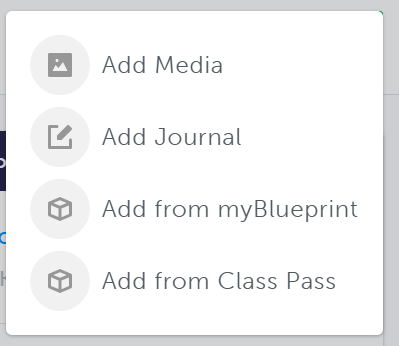 Add Media
Add Journal
Add from myBlueprint
Add from Class Pass